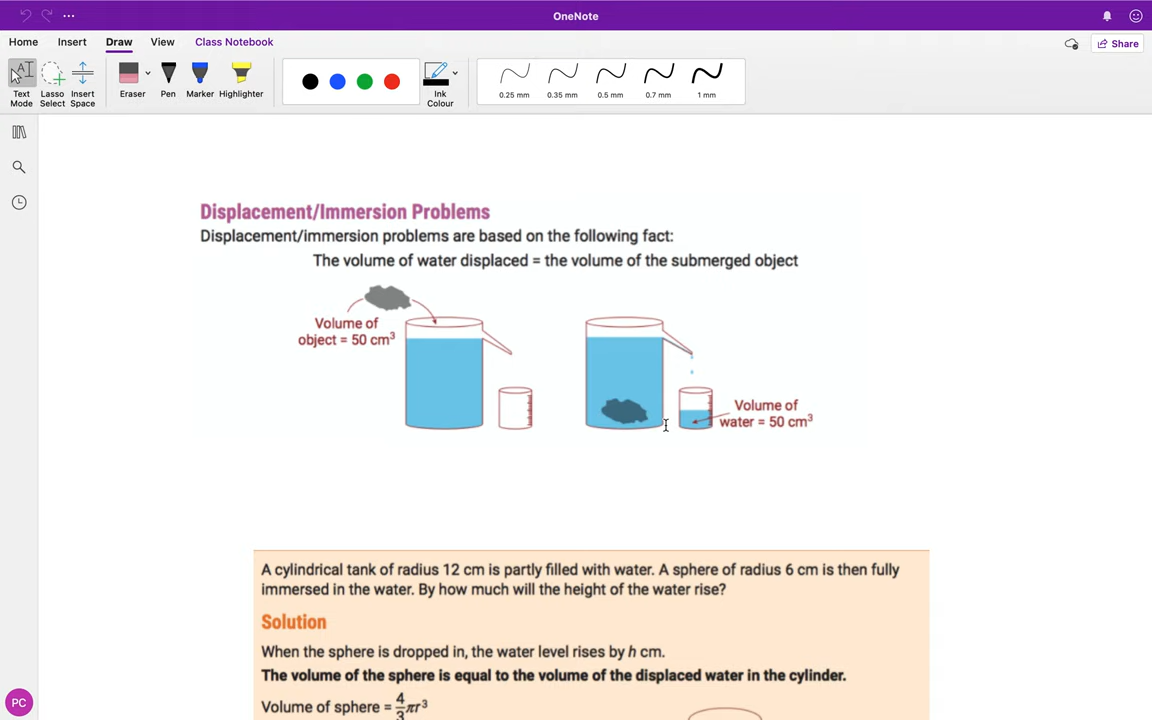 OneNote
Home Insert Draw View Class Notebook
Share
Text Mode
Lasso Select
Insert Space
Eraser
Pen
Marker
Highlighter
Ink Colour
0.25 mm
0.35 mm
0.5 mm
0.7 mm
1 mm
Displacement/Immersion Problems
Displacement/immersion problems are based on the following fact:
The volume of water displaced = the volume of the submerged object
Volume of
object = 50 cm³
Volume of
water = 50 cm³
A cylindrical tank of radius 12 cm is partly filled with water. A sphere of radius 6 cm is then fully
immersed in the water. By how much will the height of the water rise?
Solution
When the sphere is dropped in, the water level rises by h cm.
The volume of the sphere is equal to the volume of the displaced water in the cylinder.
Volume of sphere = 4/3 πr³
PC